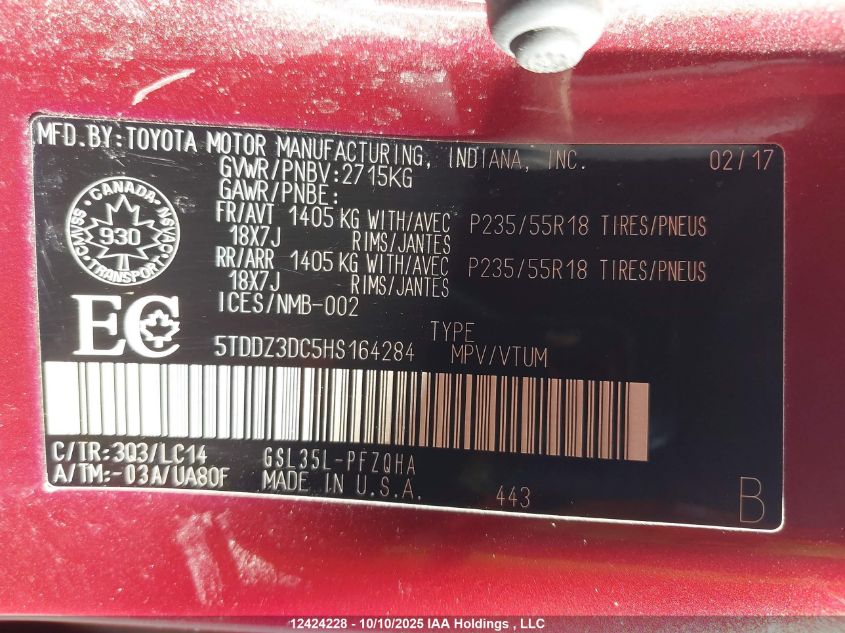 MFD.BY:TOYOTA MOTOR MANUFACTURING, INDIANA, INC. 02/17
GVWR/PNBV:2715KG
GAWR/PNBE:
FR/AVT 1405 KG WITH/AVEC P235/55R18 TIRES/PNEUS
18X7J RIMS/JANTES
RR/ARR 1405 KG WITH/AVEC P235/55R18 TIRES/PNEUS
18X7J RIMS/JANTES
ICES/NMB-002
CANADA
CMVSS
NSVAC
930
TRANSPORT
EC
TYPE
5TDDZ3DC5HS164284 MPV/VTUM
C/TR:3Q3/LC14 GSL35L-PFZQHA
A/TM:-03A/UA80F MADE IN U.S.A. 443 B
12424228 - 10/10/2025 IAA Holdings , LLC